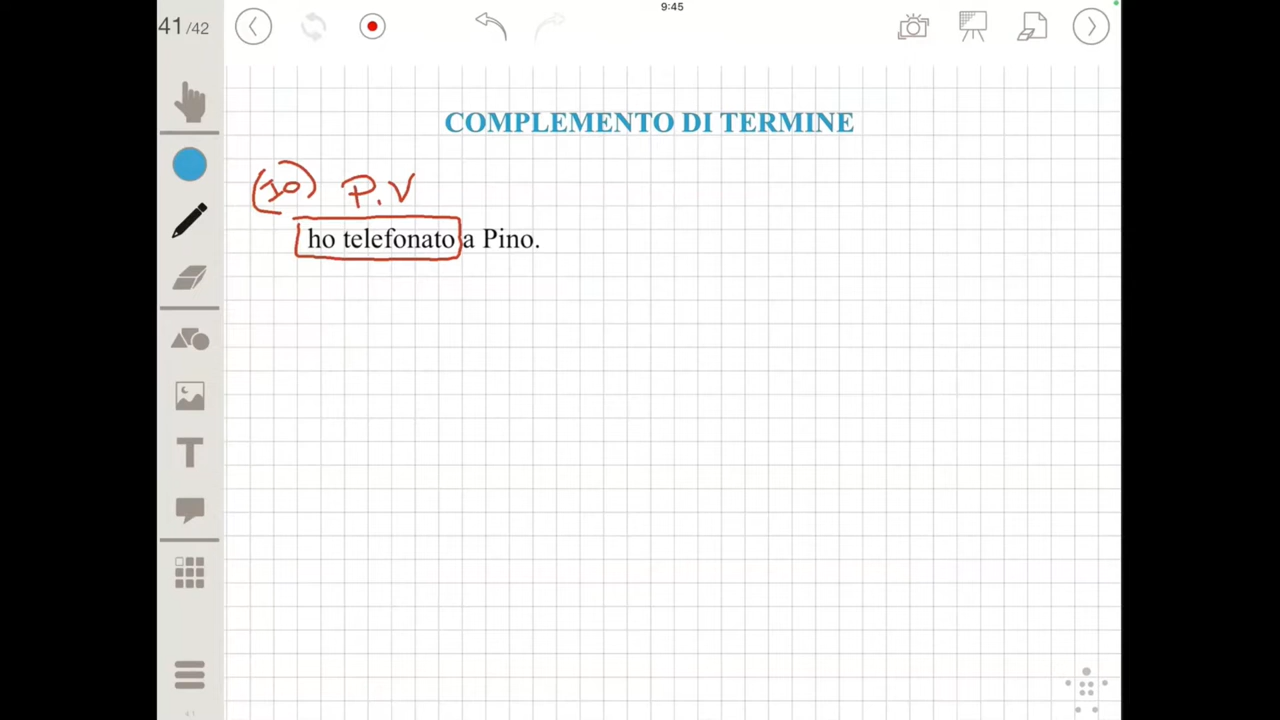 9:45
41/42
COMPLEMENTO DI TERMINE
(Io) P.V
ho telefonato a Pino.
T